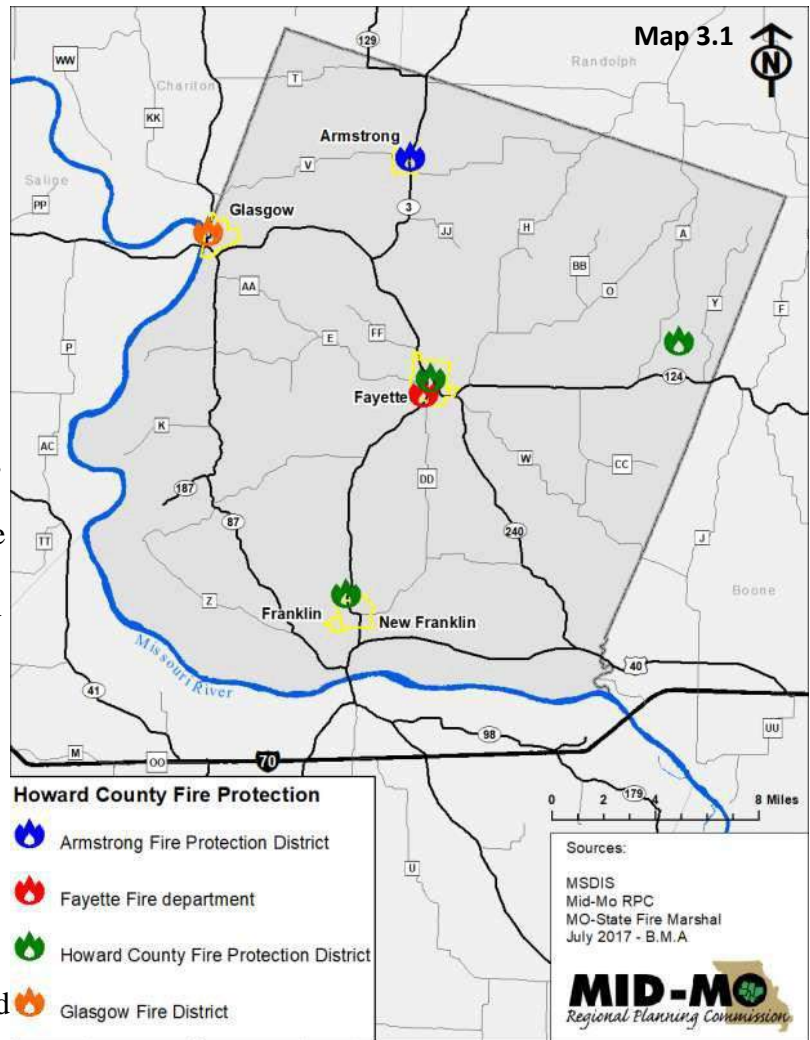 Map 3.1
N
129
Randolph
WW
T
Chariton
KK
Armstrong
V
Saline
PP
3
Glasgow
JJ
H
A
BB
AA
O
Y
F
FF
E
P
124
Fayette
K
AC
W
CC
DD
187
87
240
TT
J
e
Z
Boone
Franklin
New Franklin
Missouri River
40
41
98
UU
M
OO
70
179
0 2 4 8 Miles
U
Howard County Fire Protection
Armstrong Fire Protection District
Fayette Fire department
Howard County Fire Protection District
Glasgow Fire District
d
Sources:
MSDIS
Mid-Mo RPC
MO-State Fire Marshal
July 2017 - B.M.A
MID-MO
Regional Planning Commission